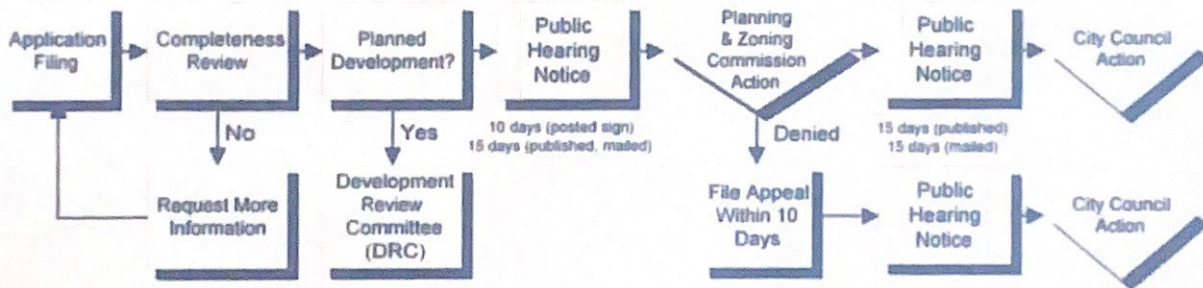 Application
Filing
Completeness
Review
Planned
Development?
Public
Hearing
Notice
Planning
& Zoning
Commission
Action
Public
Hearing
Notice
City Council
Action
No
Yes
10 days (posted sign)
15 days (published, mailed)
Denied
15 days (published)
15 days (mailed)
Request More
Information
Development
Review
Committee
(DRC)
File Appeal
Within 10
Days
Public
Hearing
Notice
City Council
Action